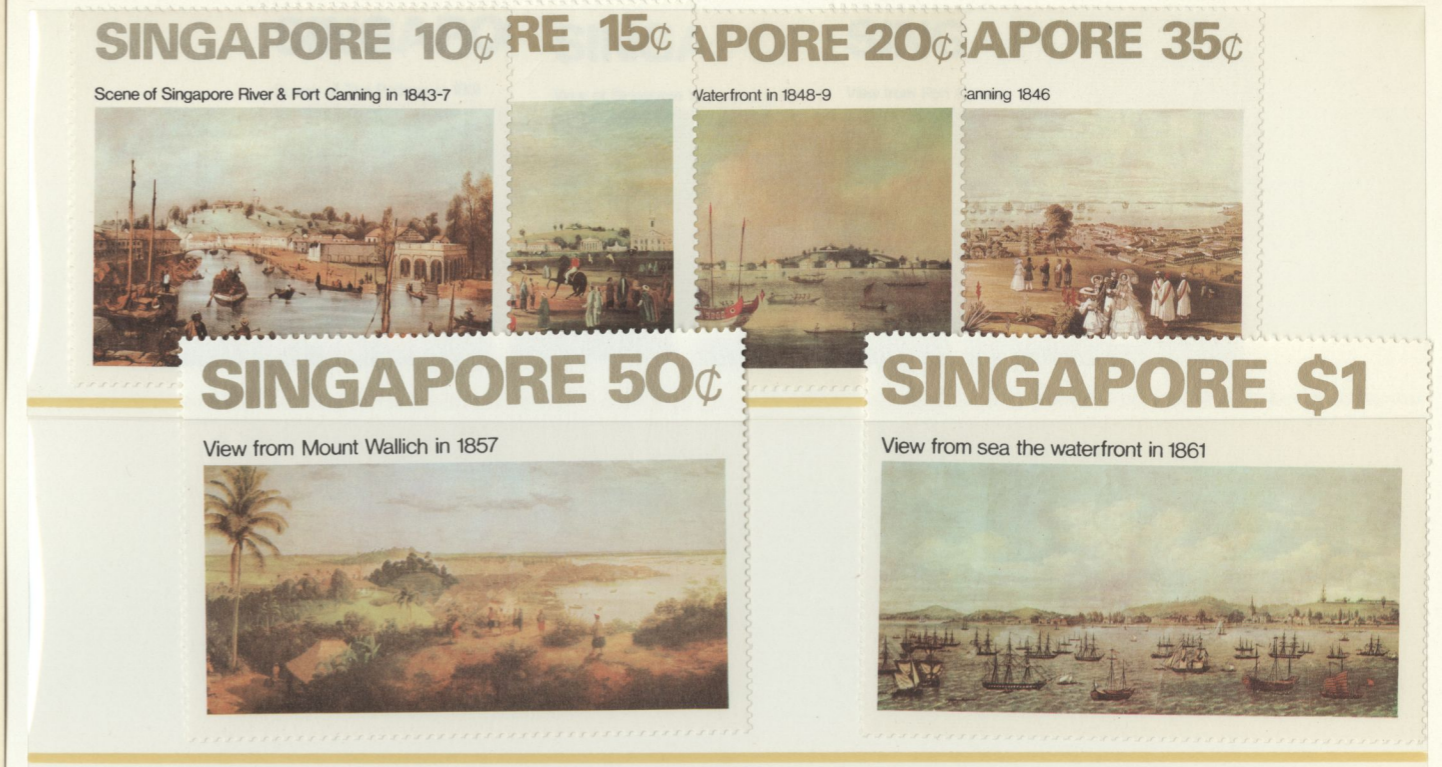 SINGAPORE 10¢
Scene of Singapore River & Fort Canning in 1843-7
RE 15¢
APORE 20¢
Waterfront in 1848-9
APORE 35¢
anning 1846
SINGAPORE 50¢
View from Mount Wallich in 1857
SINGAPORE $1
View from sea the waterfront in 1861